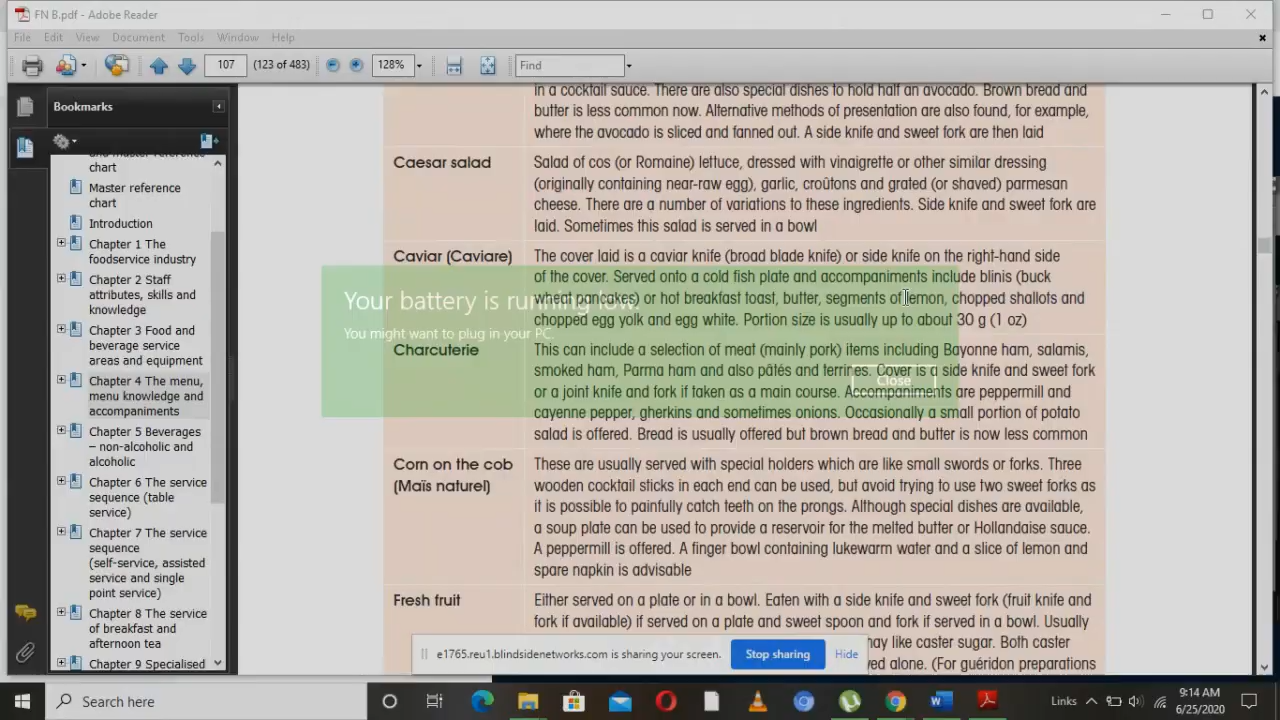 FN B.pdf - Adobe Reader
File Edit View Document Tools Window Help
107 (123 of 483) 128% Find
Bookmarks
and master reference
chart
Master reference
chart
Introduction
Chapter 1 The
foodservice industry
Chapter 2 Staff
attributes, skills and
knowledge
Chapter 3 Food and
beverage service
areas and equipment
Chapter 4 The menu,
menu knowledge and
accompaniments
Chapter 5 Beverages
– non-alcoholic and
alcoholic
Chapter 6 The service
sequence (table
service)
Chapter 7 The service
sequence
(self-service, assisted
service and single
point service)
Chapter 8 The service
of breakfast and
afternoon tea
Chapter 9 Specialised
in a cocktail sauce. There are also special dishes to hold half an avocado. Brown bread and
butter is less common now. Alternative methods of presentation are also found, for example,
where the avocado is sliced and fanned out. A side knife and sweet fork are then laid
Caesar salad
Salad of cos (or Romaine) lettuce, dressed with vinaigrette or other similar dressing
(originally containing near-raw egg), garlic, croûtons and grated (or shaved) parmesan
cheese. There are a number of variations to these ingredients. Side knife and sweet fork are
laid. Sometimes this salad is served in a bowl
Caviar (Caviare)
The cover laid is a caviar knife (broad blade knife) or side knife on the right-hand side
of the cover. Served onto a cold fish plate and accompaniments include blinis (buck
wheat pancakes) or hot breakfast toast, butter, segments of lemon, chopped shallots and
chopped egg yolk and egg white. Portion size is usually up to about 30 g (1 oz)
Charcuterie
This can include a selection of meat (mainly pork) items including Bayonne ham, salamis,
smoked ham, Parma ham and also pâtés and terrines. Cover is a side knife and sweet fork
or a joint knife and fork if taken as a main course. Accompaniments are peppermill and
cayenne pepper, gherkins and sometimes onions. Occasionally a small portion of potato
salad is offered. Bread is usually offered but brown bread and butter is now less common
Corn on the cob
(Maïs naturel)
These are usually served with special holders which are like small swords or forks. Three
wooden cocktail sticks in each end can be used, but avoid trying to use two sweet forks as
it is possible to painfully catch teeth on the prongs. Although special dishes are available,
a soup plate can be used to provide a reservoir for the melted butter or Hollandaise sauce.
A peppermill is offered. A finger bowl containing lukewarm water and a slice of lemon and
spare napkin is advisable
Fresh fruit
Either served on a plate or in a bowl. Eaten with a side knife and sweet fork (fruit knife and
fork if available) if served on a plate and sweet spoon and fork if served in a bowl. Usually
may like caster sugar. Both caster
ved alone. (For guéridon preparations
Your battery is running low.
You might want to plug in your PC.
Close
e1765.reu1.blindsidenetworks.com is sharing your screen. Stop sharing Hide
Search
Links
9:14 AM
6/25/2020